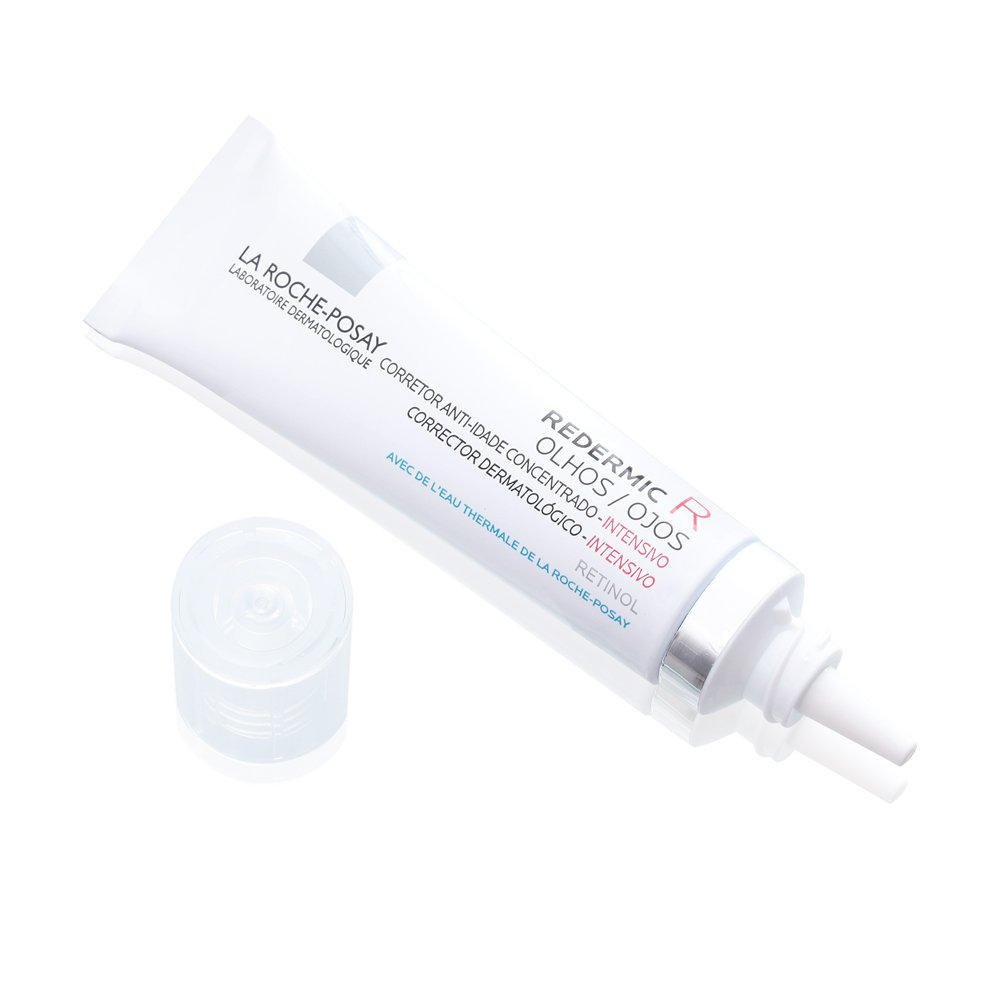 LA ROCHE-POSAY
LABORATOIRE DERMATOLOGIQUE
REDERMIC R
OLHOS / OJOS
CORRETOR ANTI-IDADE CONCENTRADO - INTENSIVO
CORRECTOR DERMATOLÓGICO - INTENSIVO
RETINOL
AVEC DE L'EAU THERMALE DE LA ROCHE-POSAY